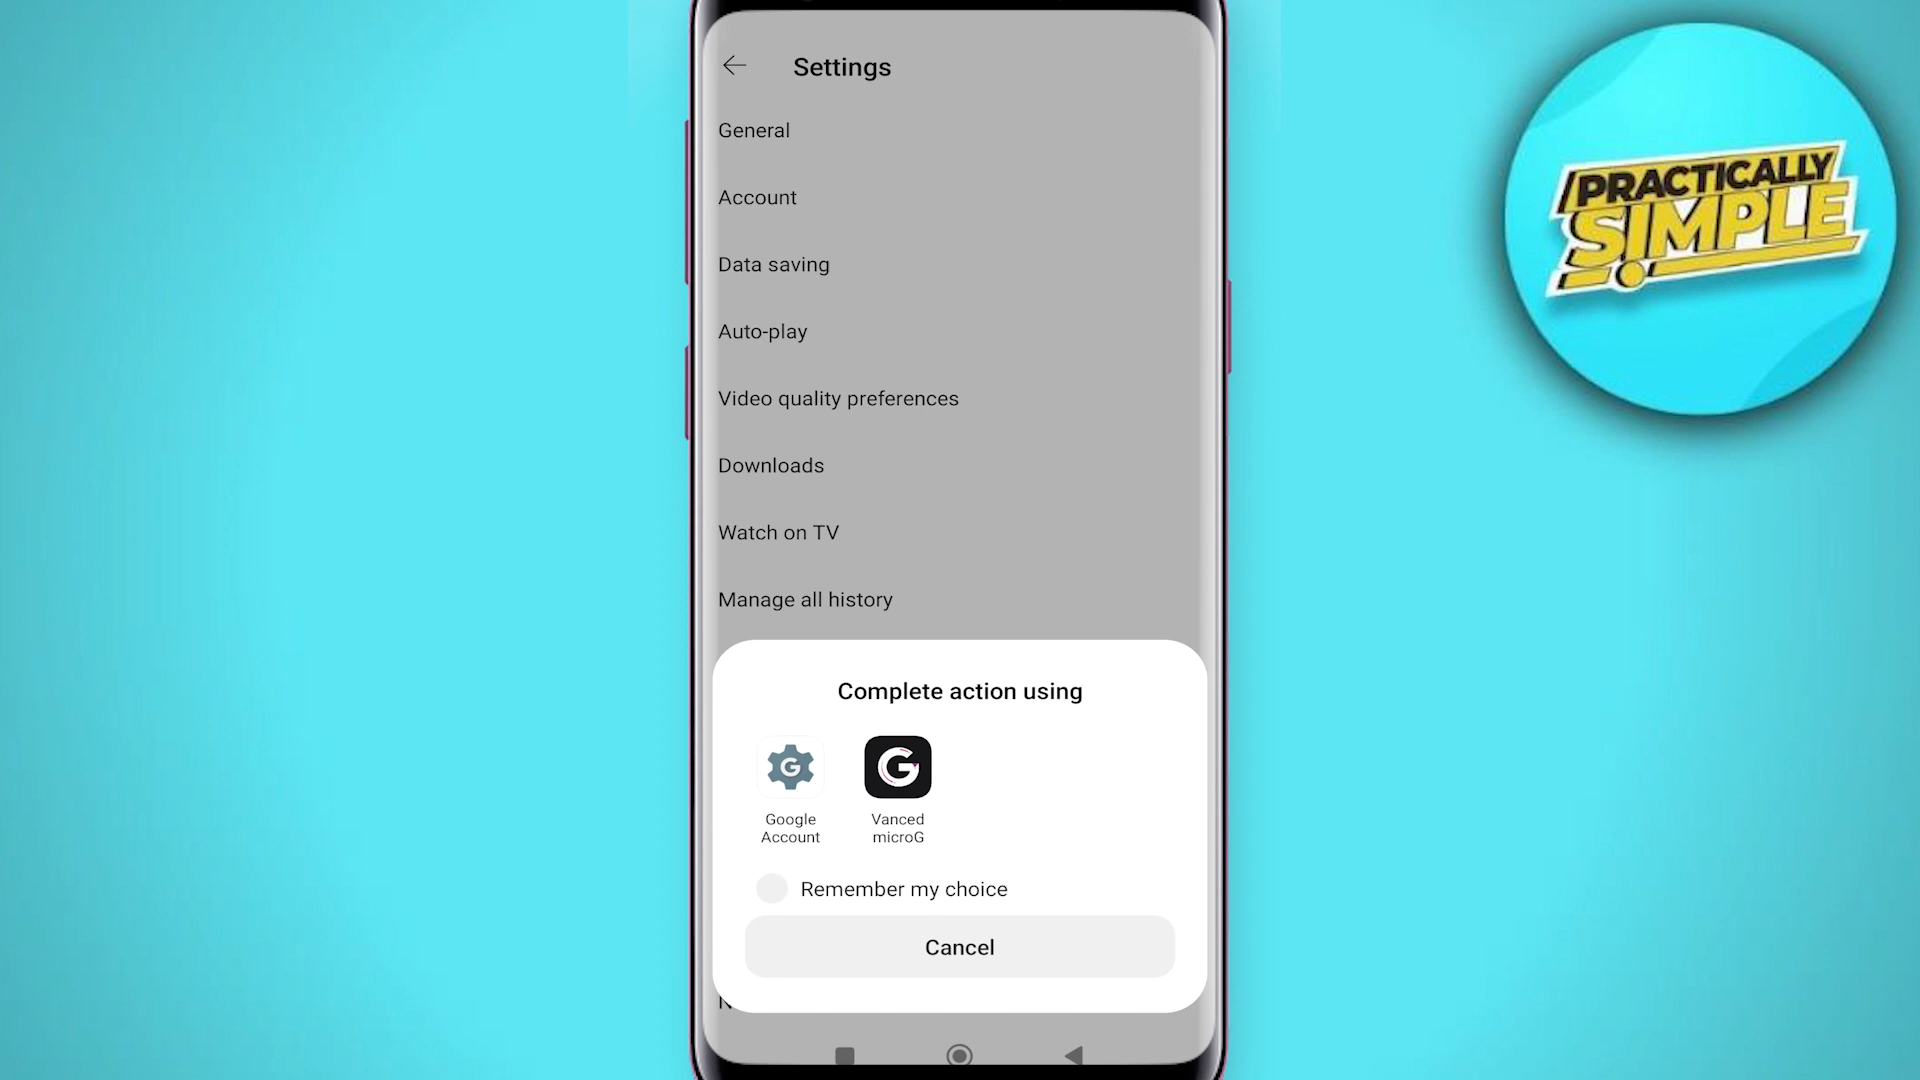 Settings
General
Account
Data saving
Auto-play
Video quality preferences
Downloads
Watch on TV
Manage all history
Complete action using
G
G
Google
Account
Vanced
microG
Remember my choice
Cancel
PRACTICALLY
SIMPLE